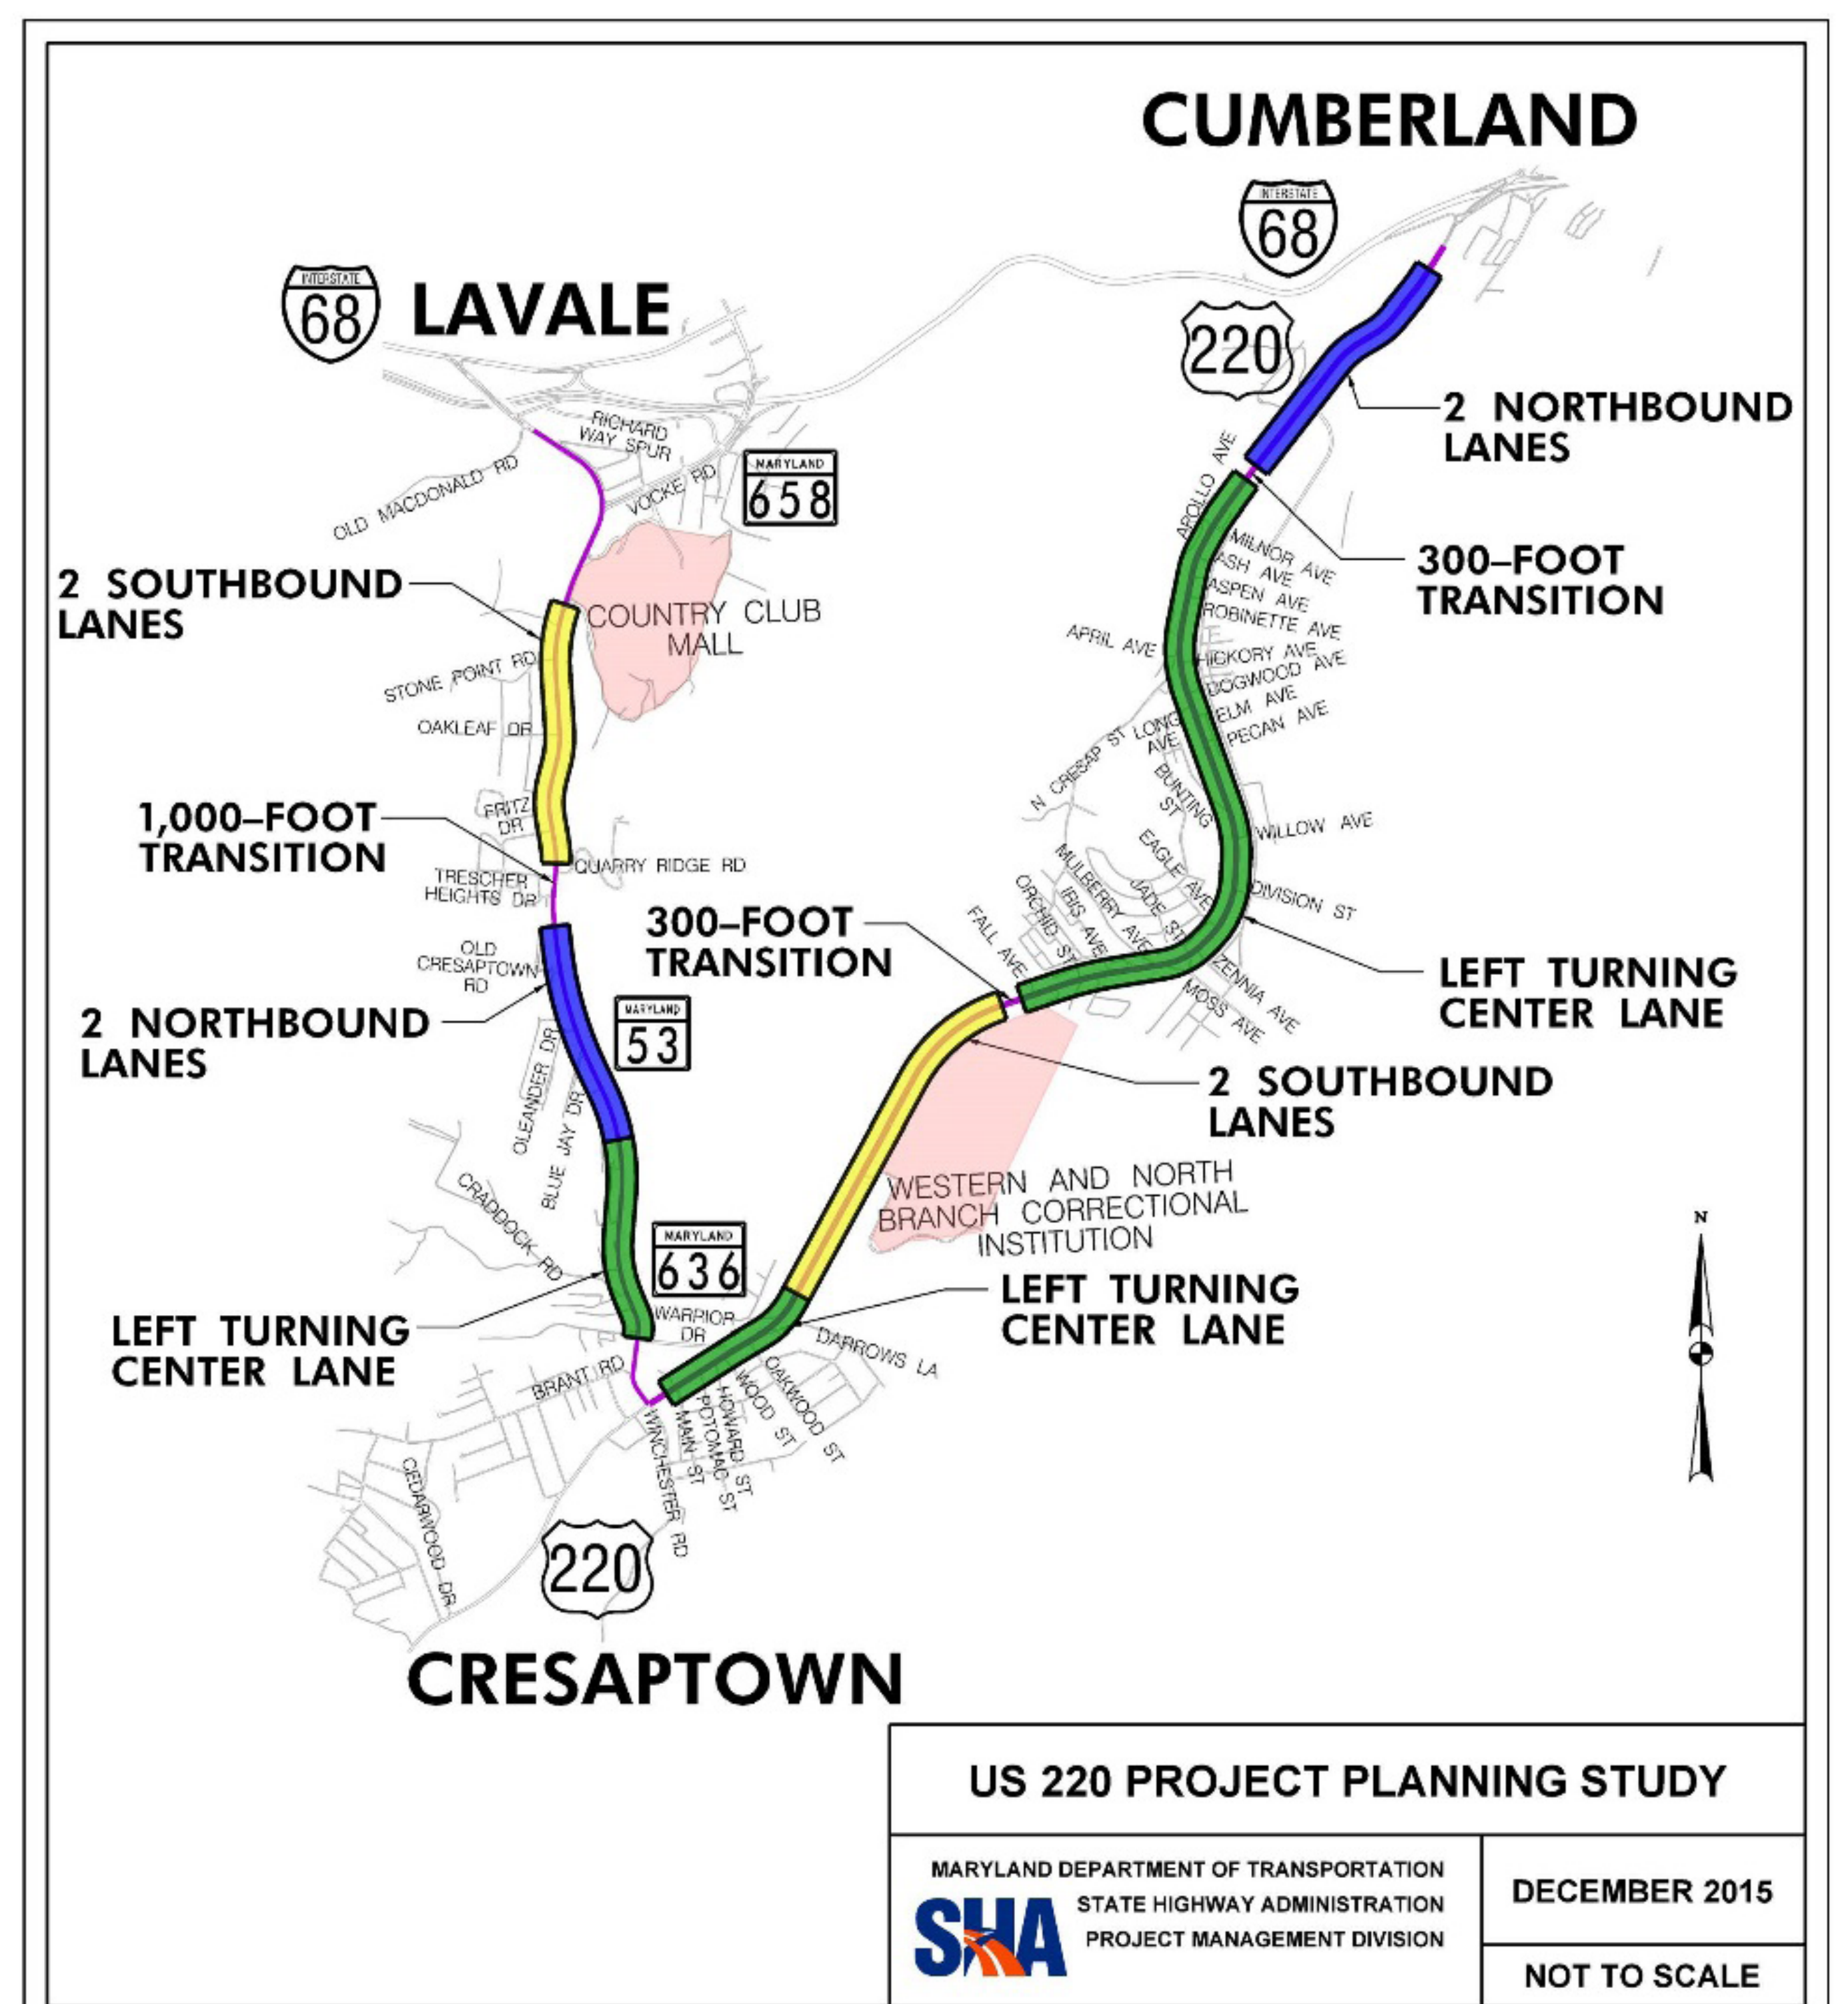 CUMBERLAND
INTERSTATE
68
INTERSTATE
68
LAVALE
220
2 NORTHBOUND
LANES
RICHARD
WAY SPUR
OLD MACDONALD RD
VOCKE RD
MARYLAND
658
APOLLO AVE
300–FOOT
TRANSITION
MILNOR AVE
ASH AVE
ASPEN AVE
ROBINETTE AVE
2 SOUTHBOUND
LANES
COUNTRY CLUB
MALL
APRIL AVE
HICKORY AVE
DOGWOOD AVE
STONE POINT RD
ELM AVE
PECAN AVE
OAKLEAF DR
LONG
AVE
N CRESAP ST
BUNTING
ST
1,000–FOOT
TRANSITION
FRITZ
DR
WILLOW AVE
QUARRY RIDGE RD
TRESCHER
HEIGHTS DR
EAGLE AVE
MULBERRY AVE
JADE ST
IRIS AVE
ORCHID ST
DIVISION ST
FALL AVE
300–FOOT
TRANSITION
OLD
CRESAPTOWN
RD
ZENNIA AVE
MOSS AVE
LEFT TURNING
CENTER LANE
2 NORTHBOUND
LANES
MARYLAND
53
OLEANDER DR
BLUE JAY DR
2 SOUTHBOUND
LANES
CRADDOCK RD
WESTERN AND NORTH
BRANCH CORRECTIONAL
INSTITUTION
N
MARYLAND
636
LEFT TURNING
CENTER LANE
LEFT TURNING
CENTER LANE
WARRIOR
DR
DARROWS LA
BRANT RD
OAKWOOD ST
WOOD ST
HOWARD ST
POTOMAC ST
MAIN ST
WINCHESTER RD
CEDARWOOD DR
220
CRESAPTOWN
US 220 PROJECT PLANNING STUDY
MARYLAND DEPARTMENT OF TRANSPORTATION
STATE HIGHWAY ADMINISTRATION
PROJECT MANAGEMENT DIVISION
SHA
DECEMBER 2015
NOT TO SCALE